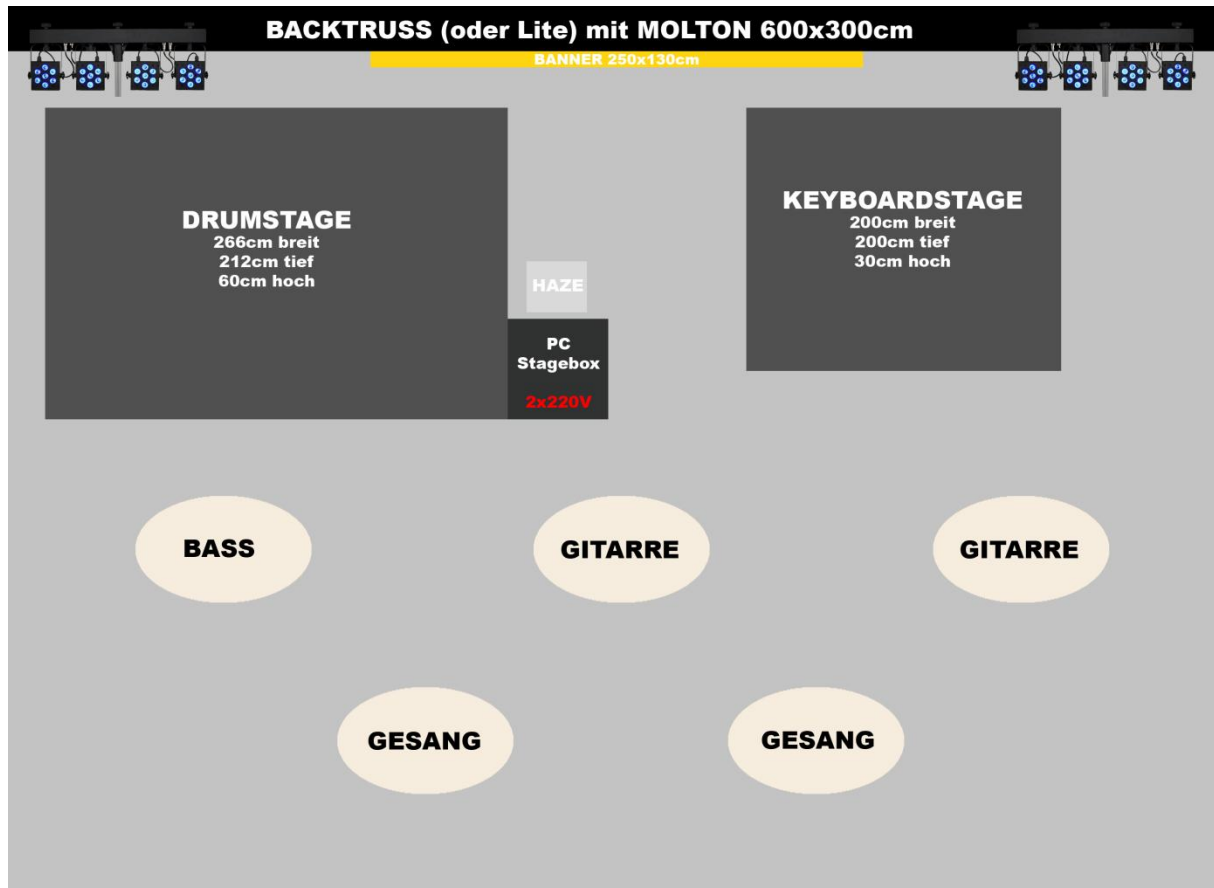 BACKTRUSS (oder Lite) mit MOLTON 600x300cm
BANNER 250x130cm
DRUMSTAGE
266cm breit
212cm tief
60cm hoch
KEYBOARDSTAGE
200cm breit
200cm tief
30cm hoch
HAZE
PC
Stagebox
2x220V
BASS
GITARRE
GITARRE
GESANG
GESANG